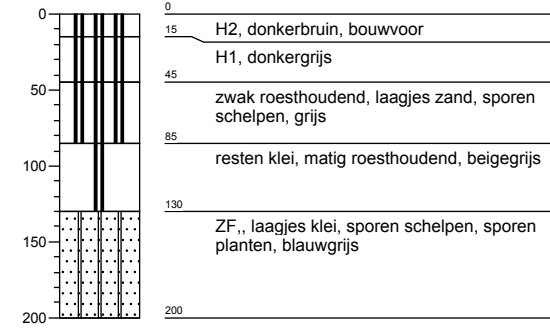 0
0
15
H2, donkerbruin, bouwvoor
H1, donkergrijs
45
50
zwak roesthoudend, laagjes zand, sporen
schelpen, grijs
85
100
resten klei, matig roesthoudend, beigegrijs
130
150
ZF,, laagjes klei, sporen schelpen, sporen
planten, blauwgrijs
200
200